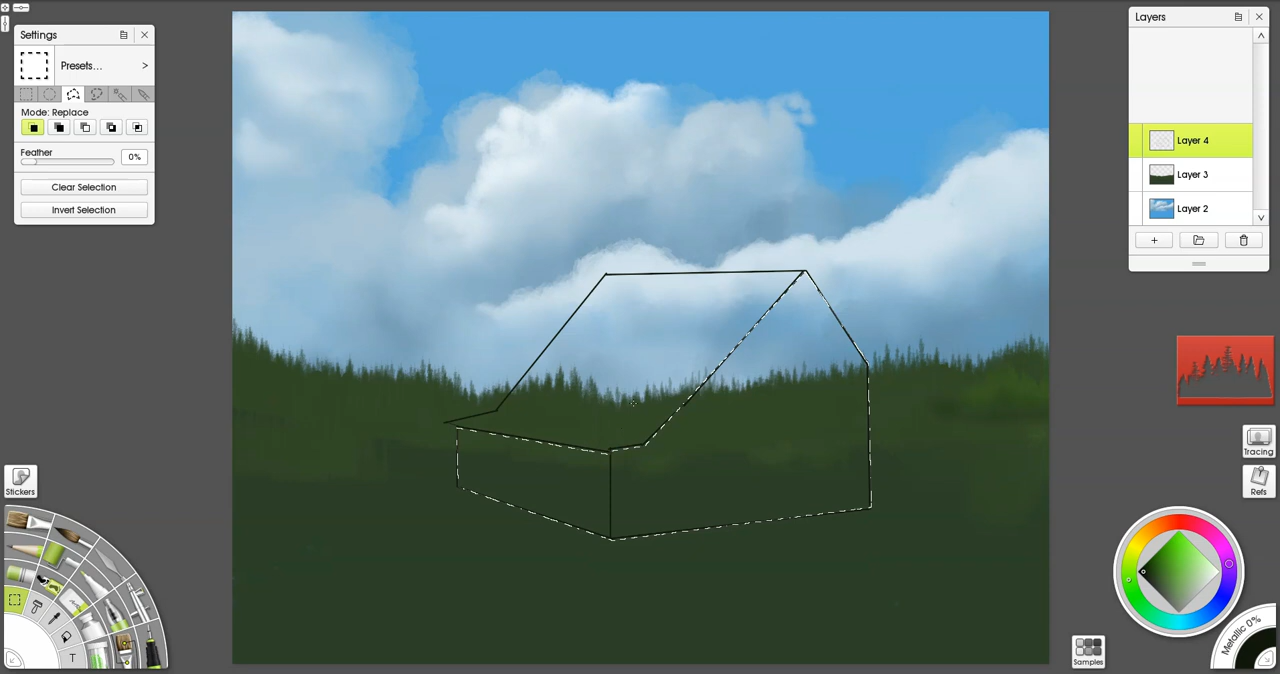 Settings
Presets... >
Mode: Replace
Feather
0%
Clear Selection
Invert Selection
Layers
Layer 4
Layer 3
Layer 2
Stickers
T
Tracing
Refs
Samples
Metallic 0%